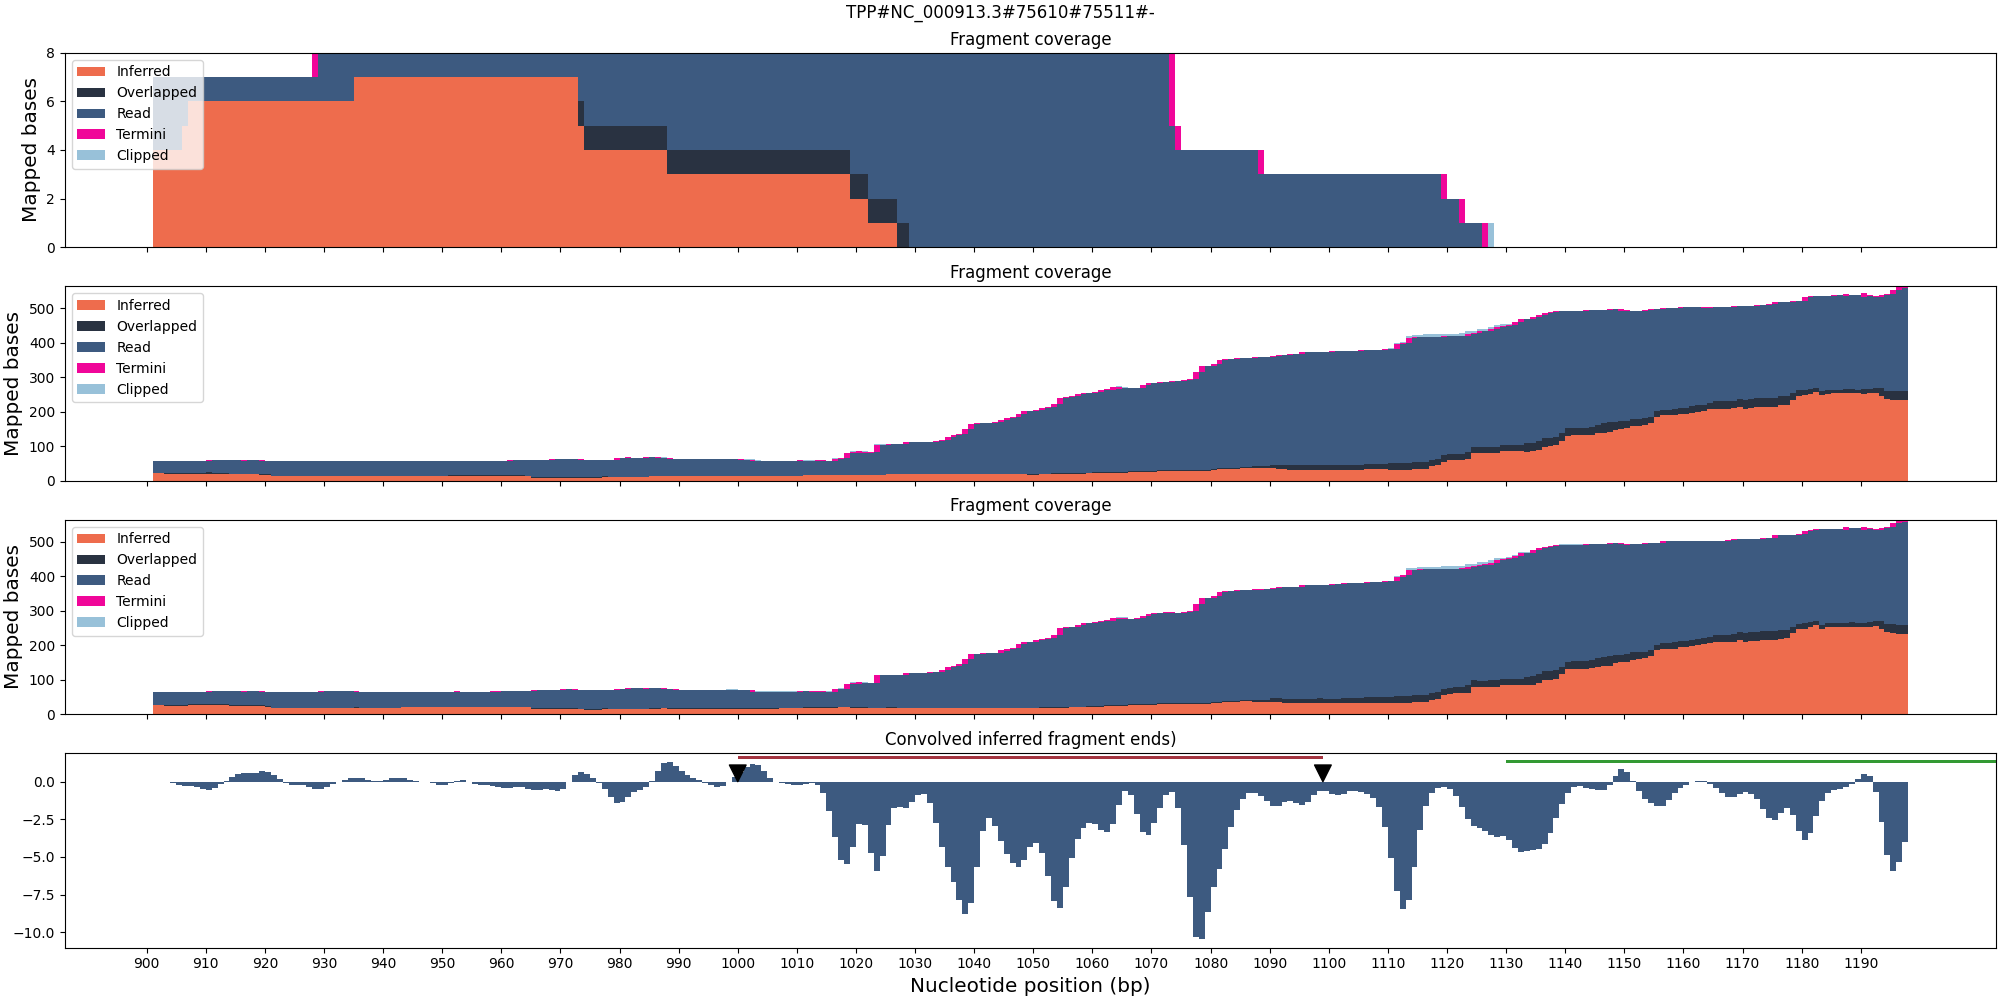 TPP#NC_000913.3#75610#75511#-
Fragment coverage
Mapped bases
8
6
4
2
0
Inferred
Overlapped
Read
Termini
Clipped
Fragment coverage
Mapped bases
500
400
300
200
100
0
Inferred
Overlapped
Read
Termini
Clipped
Fragment coverage
Mapped bases
500
400
300
200
100
0
Inferred
Overlapped
Read
Termini
Clipped
Convolved inferred fragment ends)
0.0
−2.5
−5.0
−7.5
−10.0
900 910 920 930 940 950 960 970 980 990 1000 1010 1020 1030 1040 1050 1060 1070 1080 1090 1100 1110 1120 1130 1140 1150 1160 1170 1180 1190
Nucleotide position (bp)